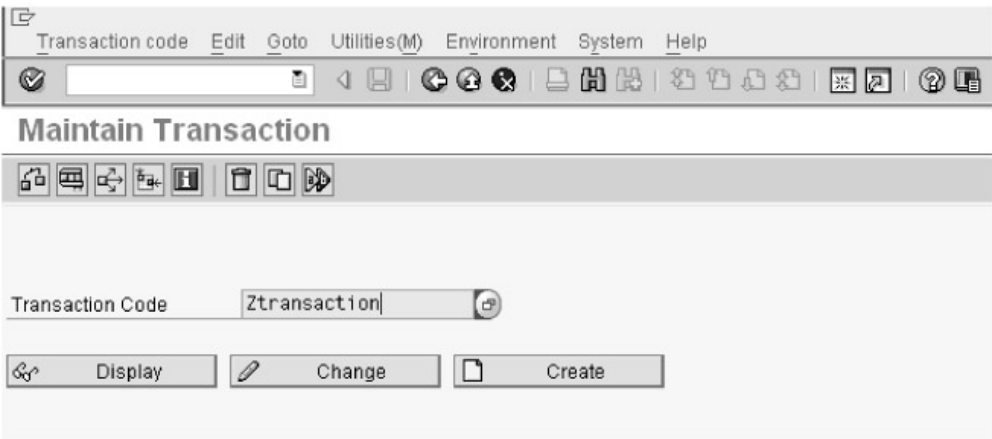 Transaction code Edit Goto Utilities(M) Environment System Help
Maintain Transaction
Transaction Code Ztransaction
Display Change Create